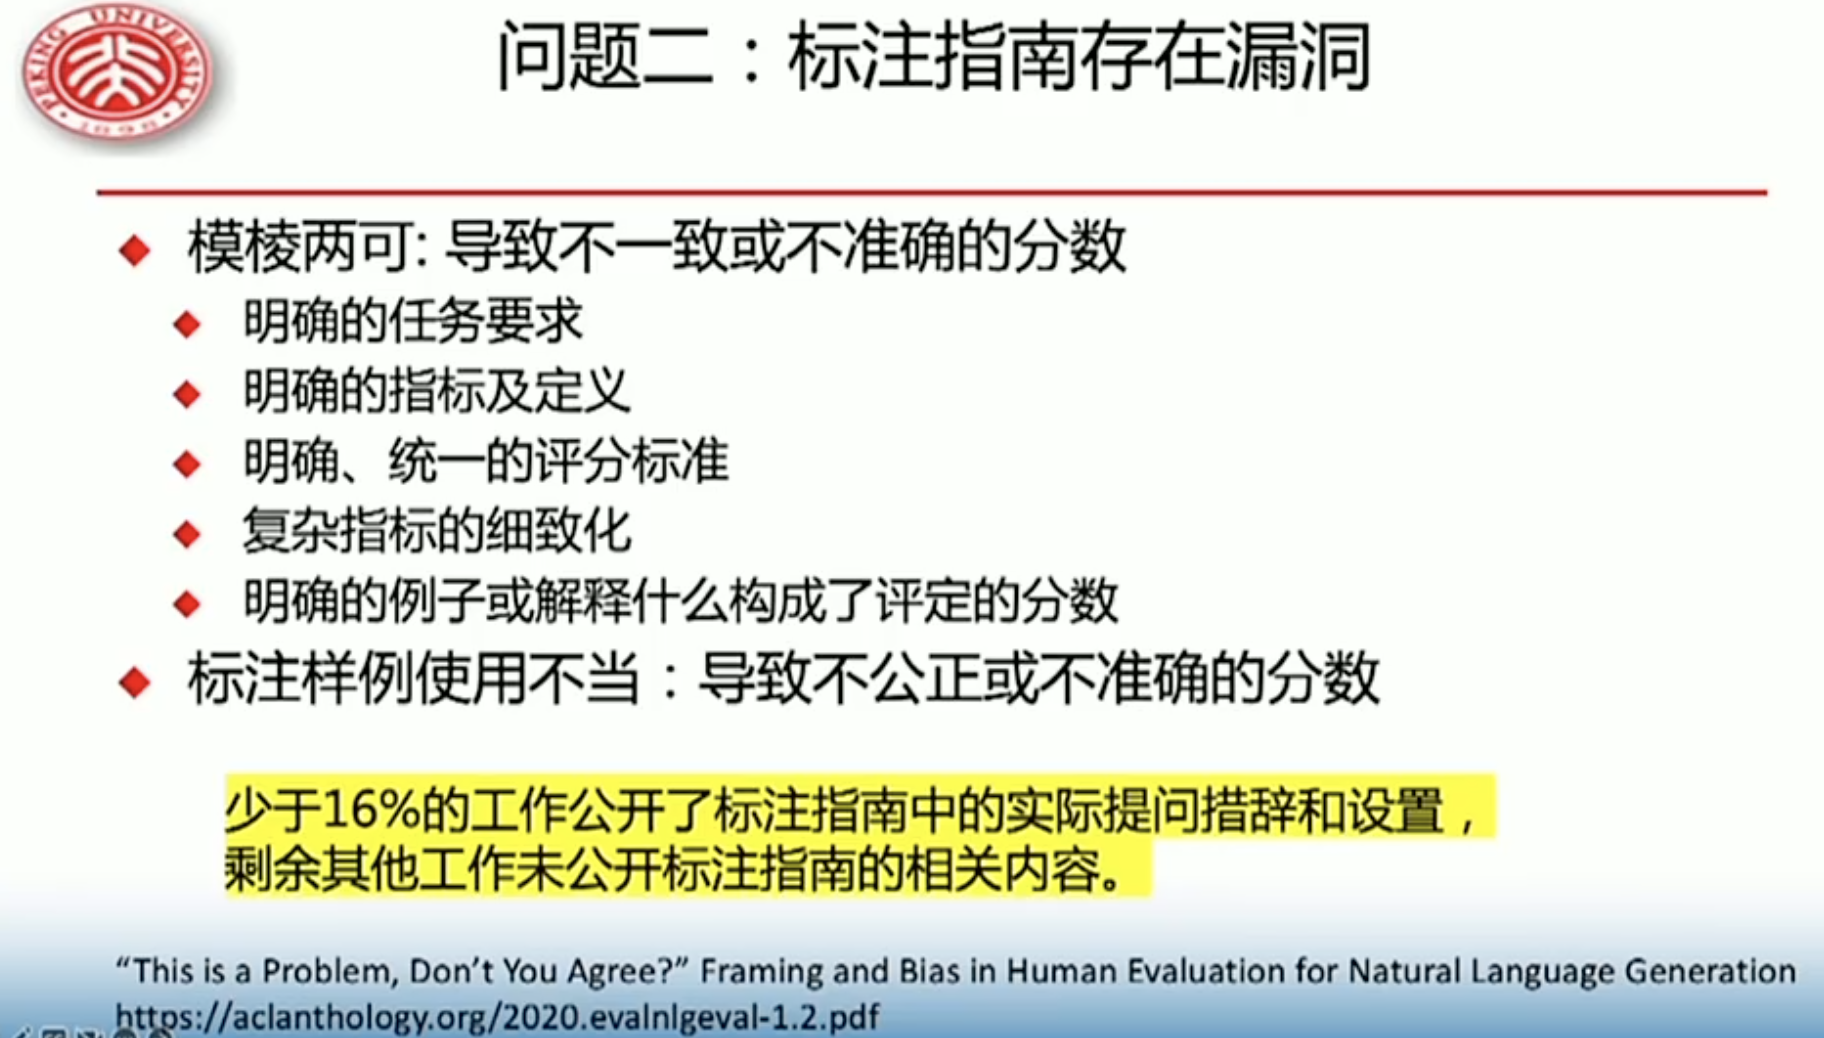 PEKING UNIVERSITY
1898
问题二：标注指南存在漏洞
模棱两可: 导致不一致或不准确的分数
明确的任务要求
明确的指标及定义
明确、统一的评分标准
复杂指标的细致化
明确的例子或解释什么构成了评定的分数
标注样例使用不当：导致不公正或不准确的分数
少于16%的工作公开了标注指南中的实际提问措辞和设置，
剩余其他工作未公开标注指南的相关内容。
“This is a Problem, Don’t You Agree?” Framing and Bias in Human Evaluation for Natural Language Generation
https://aclanthology.org/2020.evalnlgeval-1.2.pdf